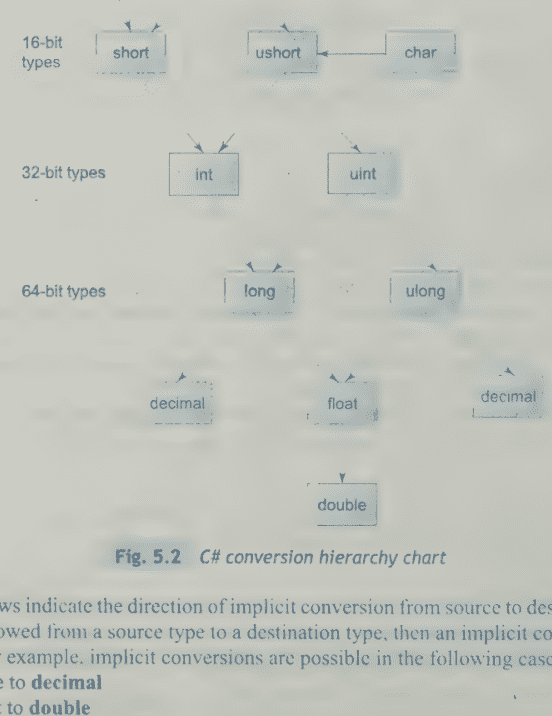 16-bit types
short
ushort
char
32-bit types
int
uint
64-bit types
long
ulong
decimal
float
decimal
double
Fig. 5.2 C# conversion hierarchy chart
ws indicate the direction of implicit conversion from source to des
owed from a source type to a destination type, then an implicit co
example. implicit conversions are possible in the following case
e to decimal
to double